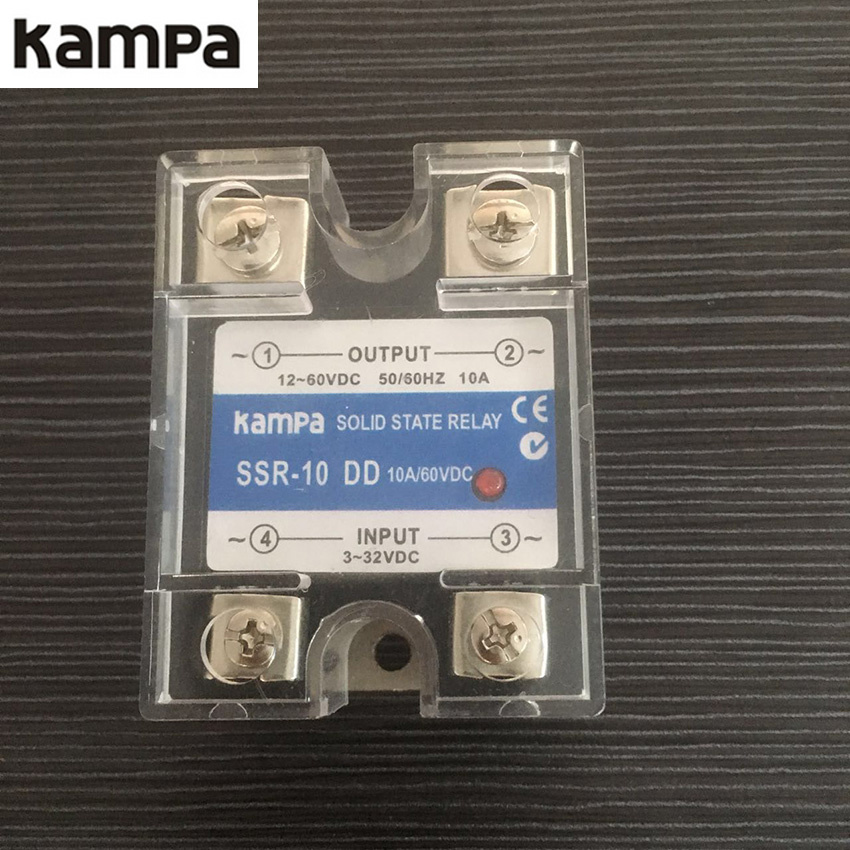 Kampa
~①—OUTPUT—②~
12~60VDC 50/60HZ 10A
Kampa SOLID STATE RELAY CE
SSR-10 DD 10A/60VDC
~④—INPUT—③~
3~32VDC